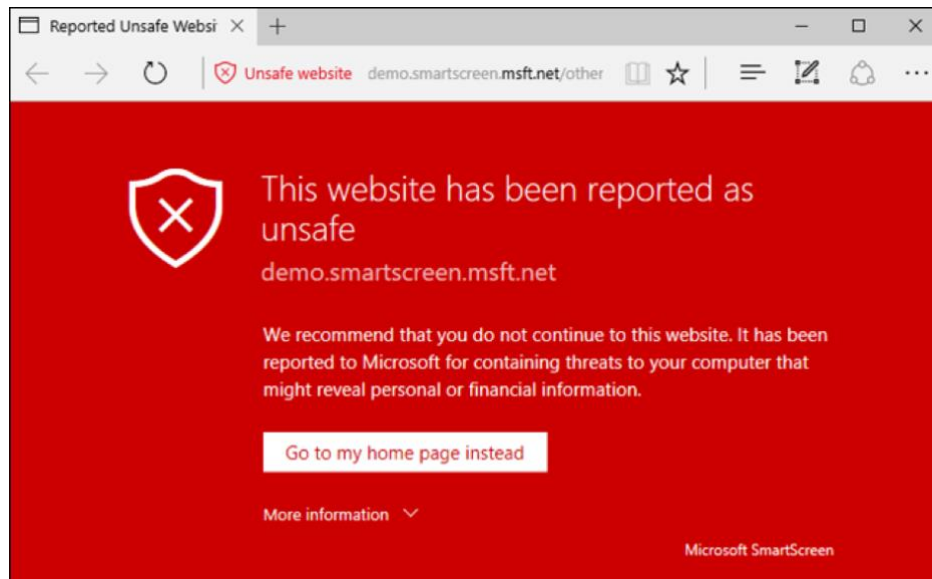 Reported Unsafe Websi
Unsafe website demo.smartscreen.msft.net/other
This website has been reported as
unsafe
demo.smartscreen.msft.net
We recommend that you do not continue to this website. It has been
reported to Microsoft for containing threats to your computer that
might reveal personal or financial information.
Go to my home page instead
More information
Microsoft SmartScreen